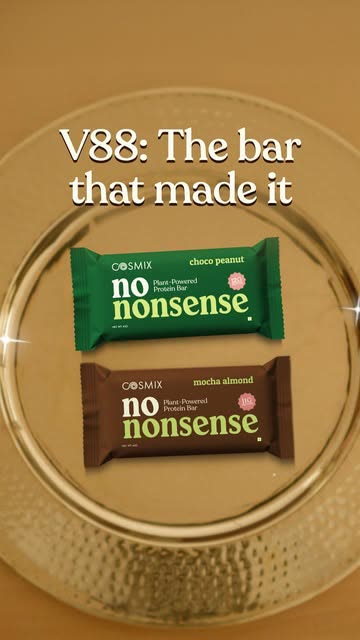 V88: The bar
that made it
COSMIX
choco peanut
no
nonsense
Plant-Powered
Protein Bar
COSMIX
mocha almond
no
nonsense
Plant-Powered
Protein Bar